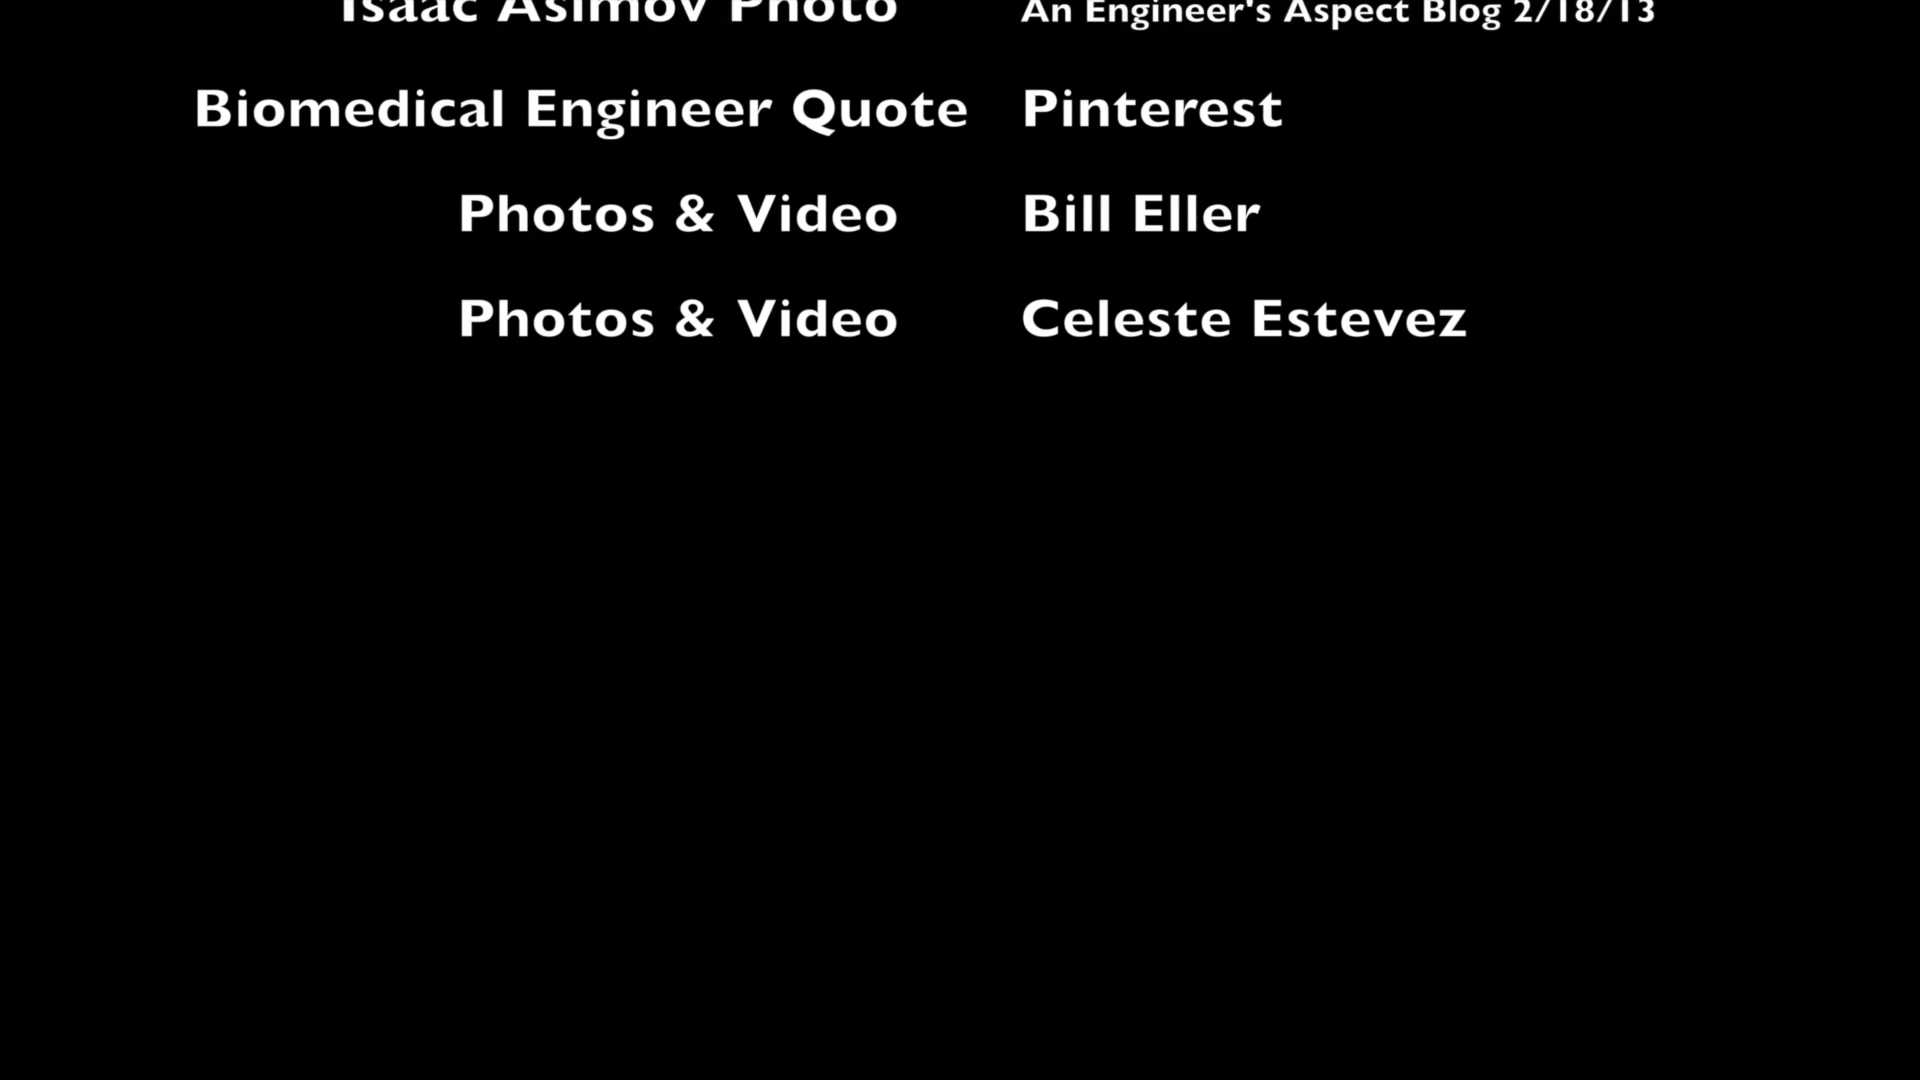 Isaac Asimov Photo An Engineer's Aspect Blog 2/18/13
Biomedical Engineer Quote Pinterest
Photos & Video Bill Eller
Photos & Video Celeste Estevez